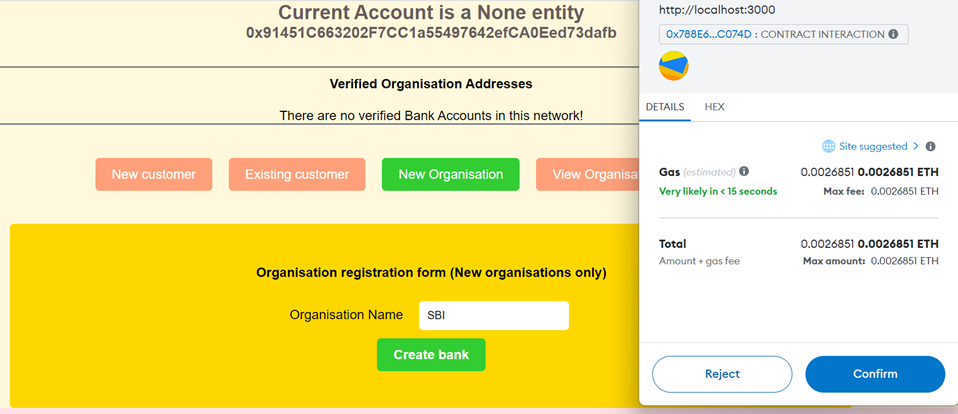 Current Account is a None entity
0x91451C663202F7CC1a55497642efCA0Eed73dafb
Verified Organisation Addresses
There are no verified Bank Accounts in this network!
New customer
Existing customer
New Organisation
View Organisa
Organisation registration form (New organisations only)
Organisation Name SBI
Create bank
http://localhost:3000
0x788E6...C074D : CONTRACT INTERACTION
DETAILS HEX
Site suggested >
Gas (estimated) 0.0026851 0.0026851 ETH
Very likely in < 15 seconds Max fee: 0.0026851 ETH
Total 0.0026851 0.0026851 ETH
Amount + gas fee Max amount: 0.0026851 ETH
Reject Confirm